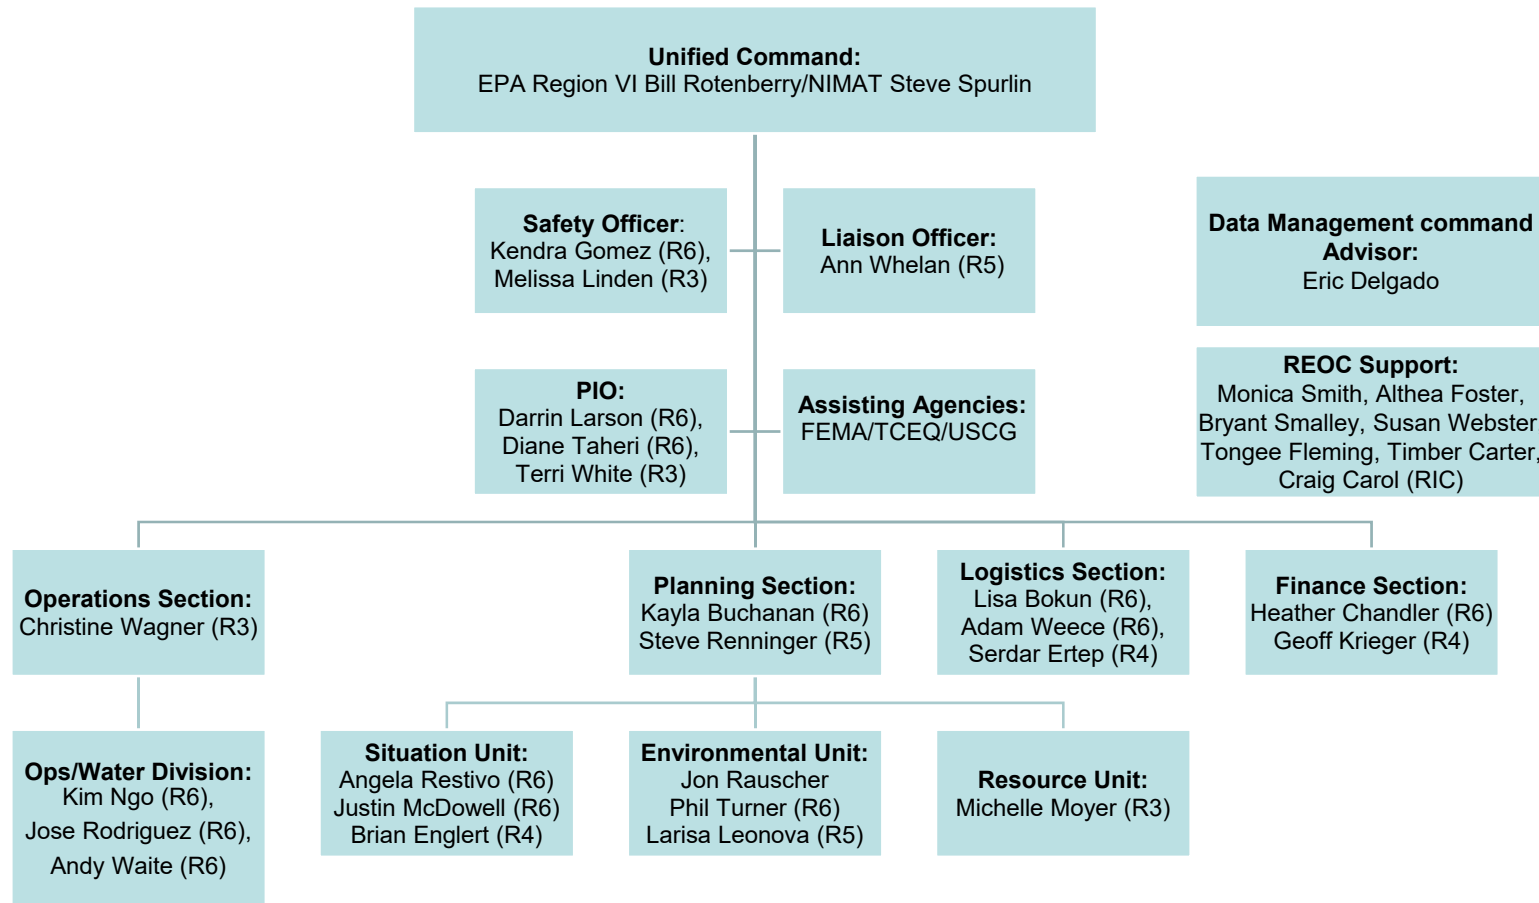 Unified Command:
EPA Region VI Bill Rotenberry/NIMAT Steve Spurlin
Safety Officer:
Kendra Gomez (R6),
Melissa Linden (R3)
Liaison Officer:
Ann Whelan (R5)
Data Management command
Advisor:
Eric Delgado
PIO:
Darrin Larson (R6),
Diane Taheri (R6),
Terri White (R3)
Assisting Agencies:
FEMA/TCEQ/USCG
REOC Support:
Monica Smith, Althea Foster,
Bryant Smalley, Susan Webster
Tongee Fleming, Timber Carter,
Craig Carol (RIC)
Operations Section:
Christine Wagner (R3)
Planning Section:
Kayla Buchanan (R6)
Steve Renninger (R5)
Logistics Section:
Lisa Bokun (R6),
Adam Weece (R6),
Serdar Ertep (R4)
Finance Section:
Heather Chandler (R6)
Geoff Krieger (R4)
Ops/Water Division:
Kim Ngo (R6),
Jose Rodriguez (R6),
Andy Waite (R6)
Situation Unit:
Angela Restivo (R6)
Justin McDowell (R6)
Brian Englert (R4)
Environmental Unit:
Jon Rauscher
Phil Turner (R6)
Larisa Leonova (R5)
Resource Unit:
Michelle Moyer (R3)